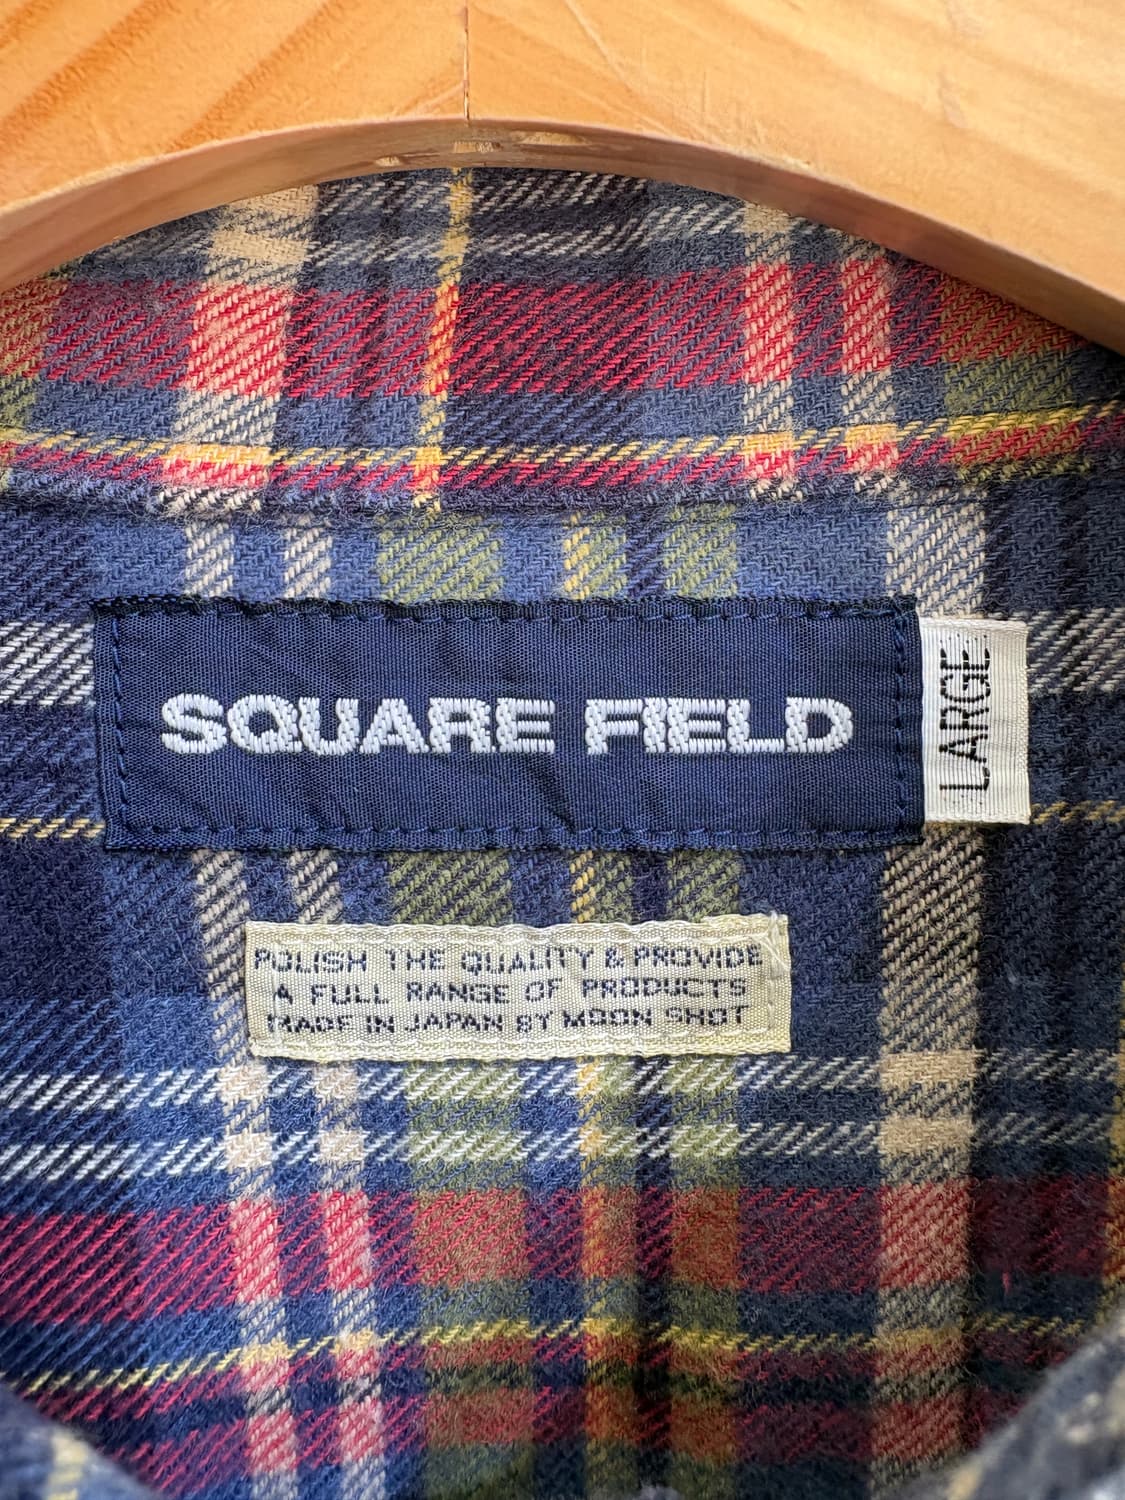 SQUARE FIELD
LARGE
POLISH THE QUALITY & PROVIDE
A FULL RANGE OF PRODUCTS
MADE IN JAPAN BY MOON SHOT